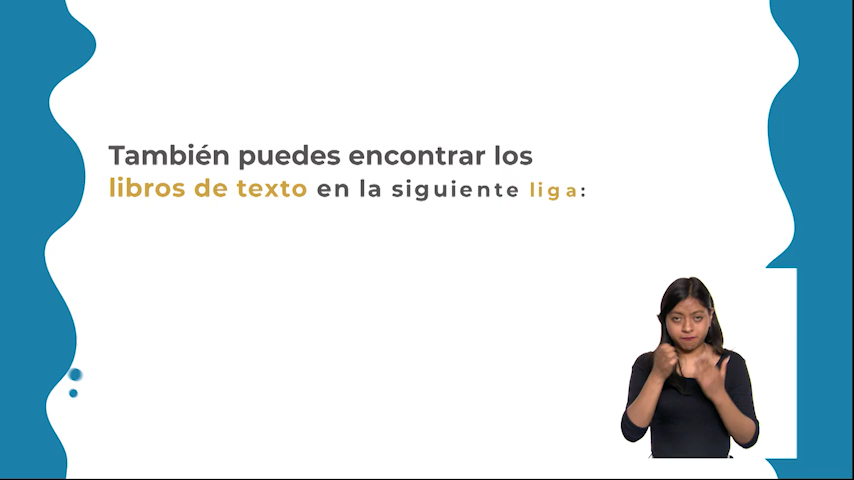 También puedes encontrar los
libros de texto en la siguiente liga: